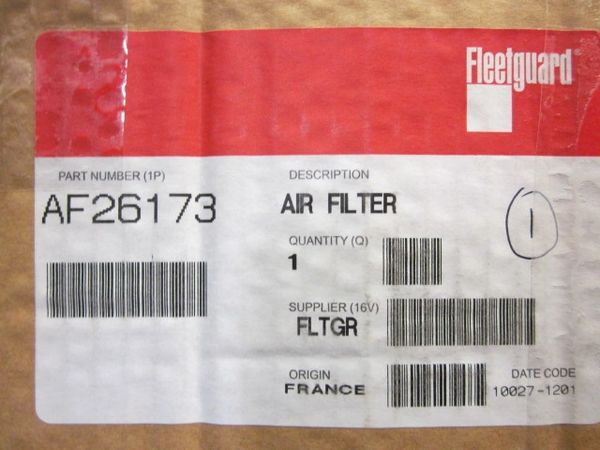 Fleetguard®
PART NUMBER (1P)
AF26173
DESCRIPTION
AIR FILTER
QUANTITY (Q)
1
SUPPLIER (16V)
FLTGR
ORIGIN
FRANCE
DATE CODE
10027-1201
1